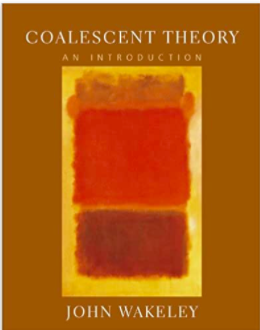 COALESCENT THEORY
AN INTRODUCTION
JOHN WAKELEY